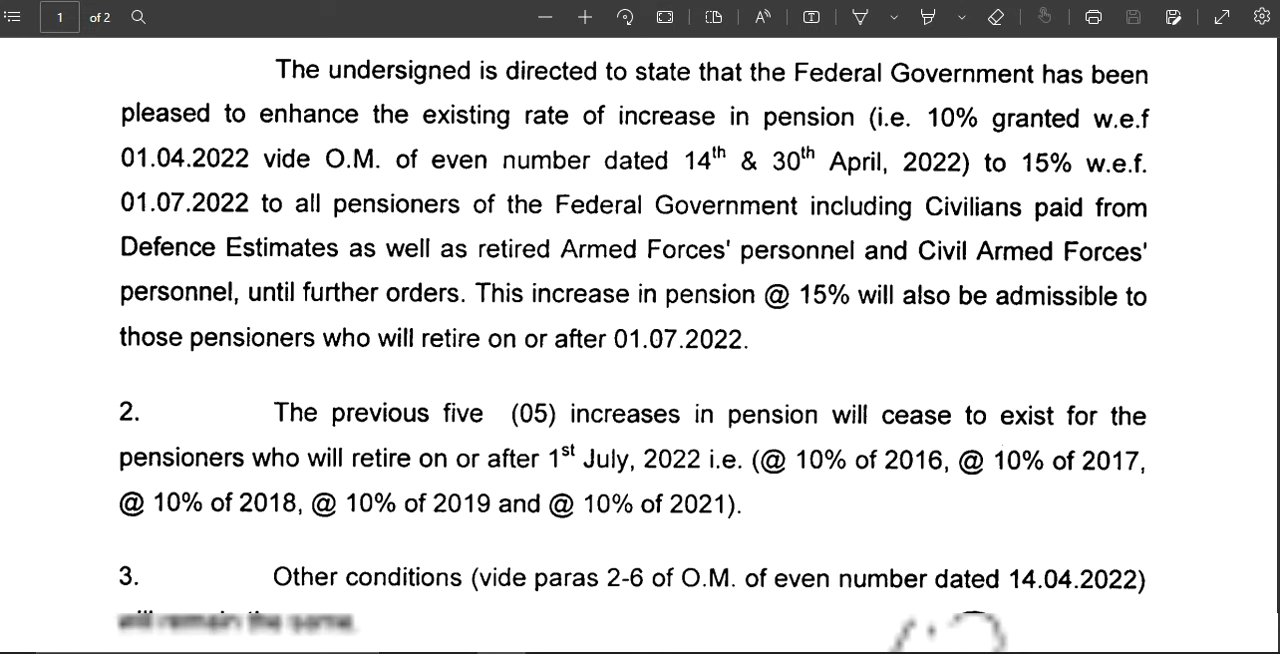 1 of 2
The undersigned is directed to state that the Federal Government has been
pleased to enhance the existing rate of increase in pension (i.e. 10% granted w.e.f
01.04.2022 vide O.M. of even number dated 14th & 30th April, 2022) to 15% w.e.f.
01.07.2022 to all pensioners of the Federal Government including Civilians paid from
Defence Estimates as well as retired Armed Forces' personnel and Civil Armed Forces'
personnel, until further orders. This increase in pension @ 15% will also be admissible to
those pensioners who will retire on or after 01.07.2022.
2. The previous five (05) increases in pension will cease to exist for the
pensioners who will retire on or after 1st July, 2022 i.e. (@ 10% of 2016, @ 10% of 2017,
@ 10% of 2018, @ 10% of 2019 and @ 10% of 2021).
3. Other conditions (vide paras 2-6 of O.M. of even number dated 14.04.2022)
will remain the same.